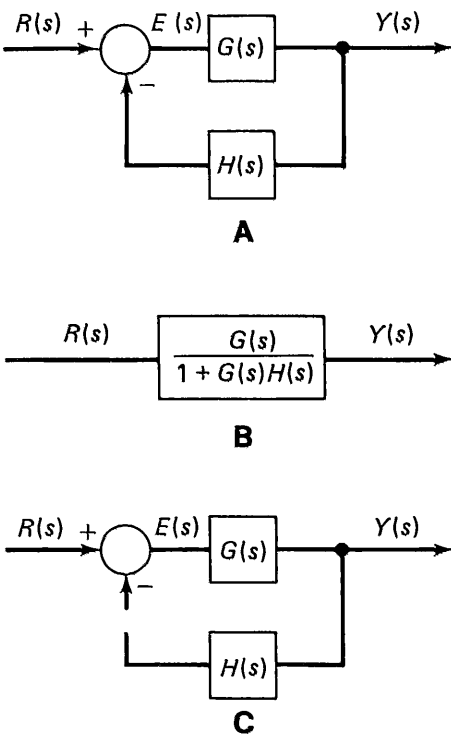 R(s) + E (s) G(s) Y(s)
−
H(s)
A
R(s) G(s) Y(s)
1 + G(s)H(s)
B
R(s) + E(s) G(s) Y(s)
−
H(s)
C